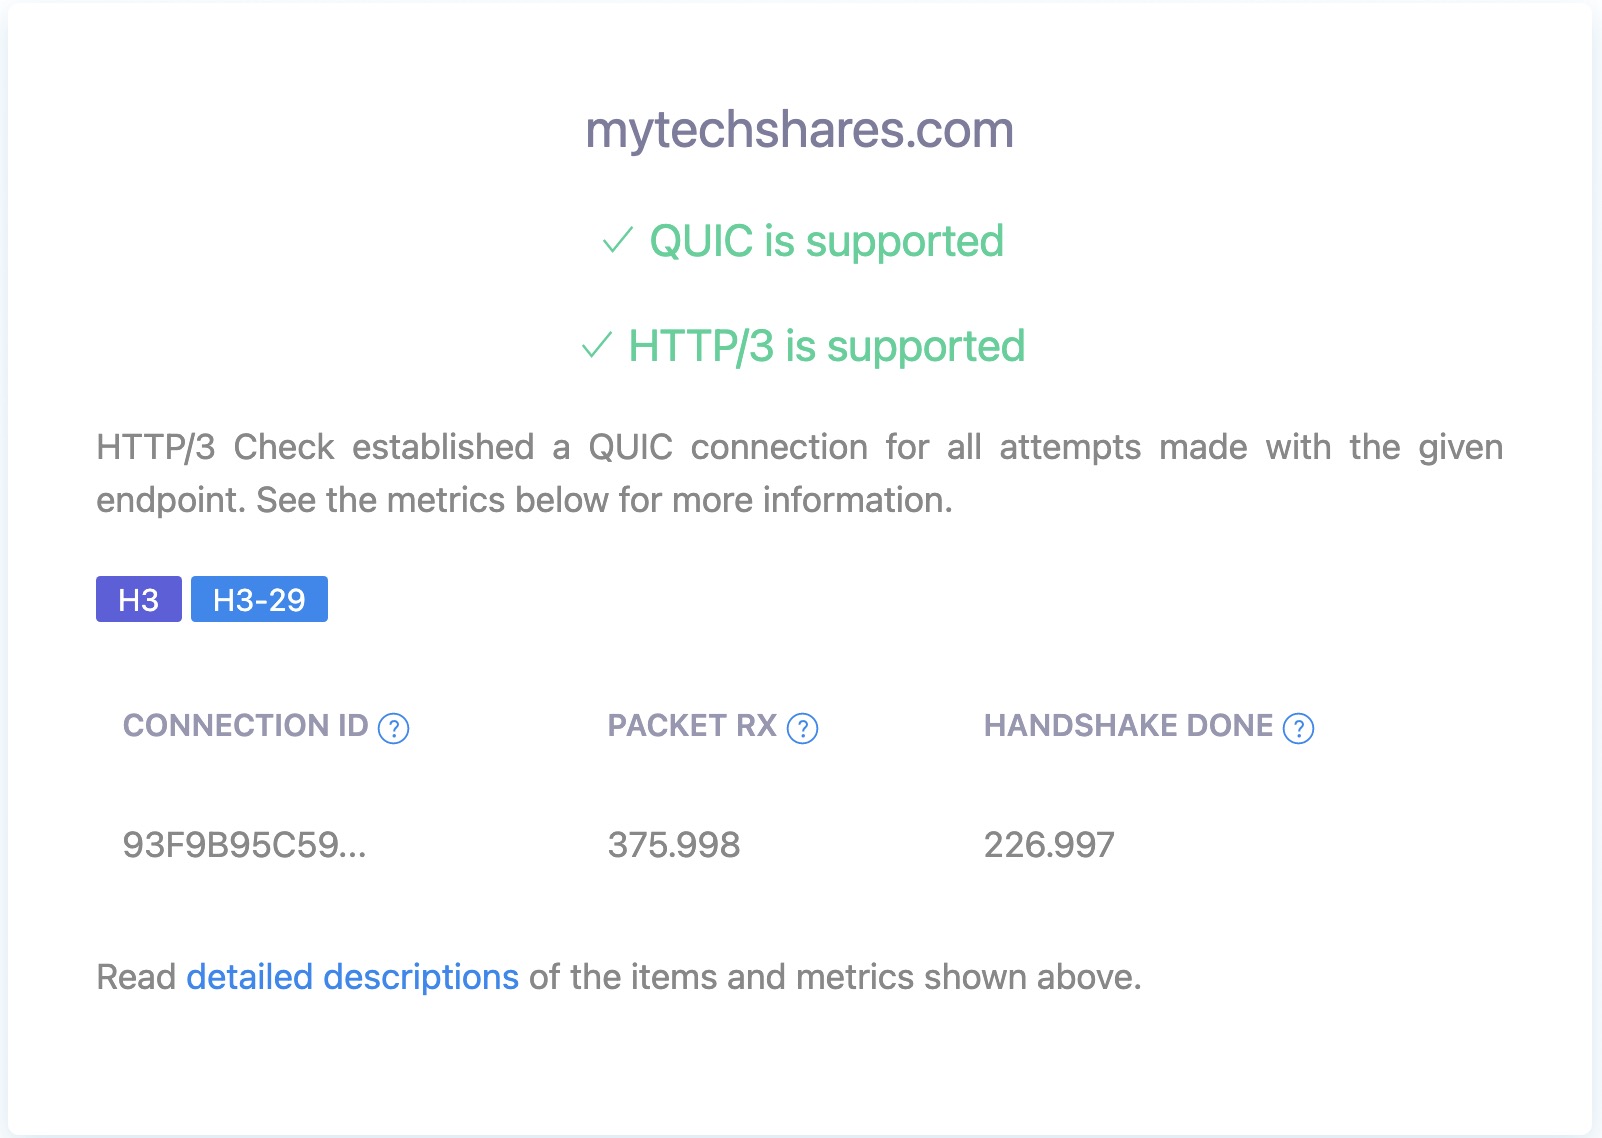 mytechshares.com
✓ QUIC is supported
✓ HTTP/3 is supported
HTTP/3 Check established a QUIC connection for all attempts made with the given
endpoint. See the metrics below for more information.
H3 H3-29
CONNECTION ID ? PACKET RX ? HANDSHAKE DONE ?
93F9B95C59... 375.998 226.997
Read detailed descriptions of the items and metrics shown above.